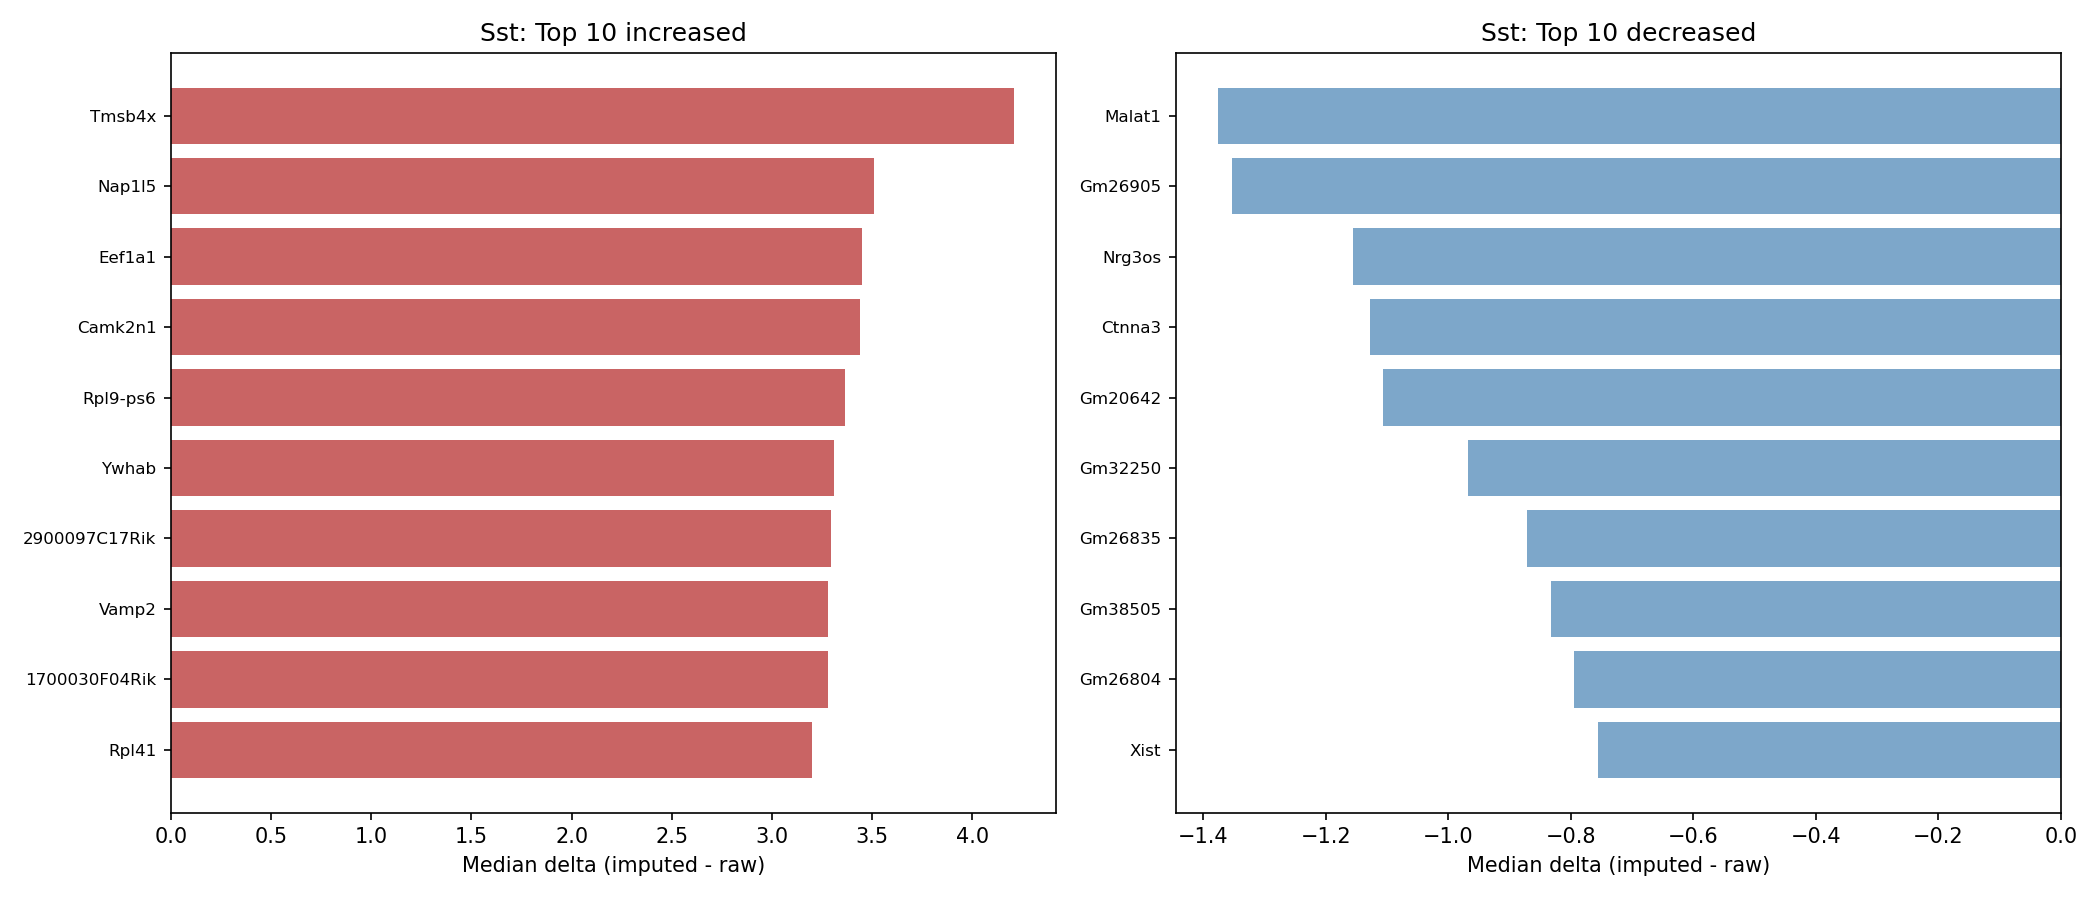 Sst: Top 10 increased
Tmsb4x
Nap1l5
Eef1a1
Camk2n1
Rpl9-ps6
Ywhab
2900097C17Rik
Vamp2
1700030F04Rik
Rpl41
0.0 0.5 1.0 1.5 2.0 2.5 3.0 3.5 4.0
Median delta (imputed - raw)
Sst: Top 10 decreased
Malat1
Gm26905
Nrg3os
Ctnna3
Gm20642
Gm32250
Gm26835
Gm38505
Gm26804
Xist
−1.4 −1.2 −1.0 −0.8 −0.6 −0.4 −0.2 0.0
Median delta (imputed - raw)